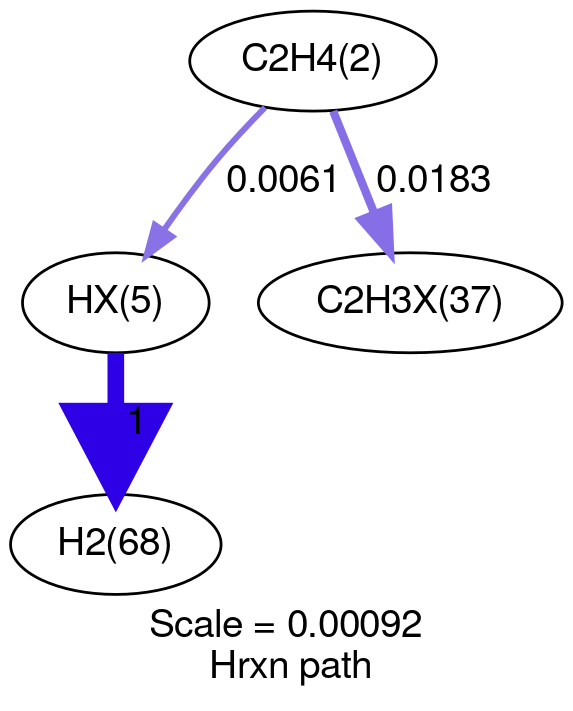 C2H4(2)
0.0061
0.0183
HX(5)
C2H3X(37)
1
H2(68)
Scale = 0.00092
Hrxn path